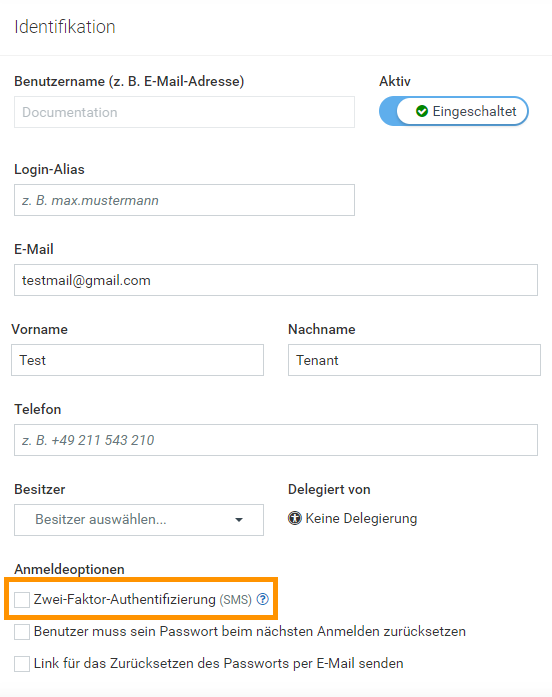 Identifikation
Benutzername (z. B. E-Mail-Adresse) Aktiv
Documentation Eingeschaltet
Login-Alias
z. B. max.mustermann
E-Mail
testmail@gmail.com
Vorname Nachname
Test Tenant
Telefon
z. B. +49 211 543 210
Besitzer Delegiert von
Besitzer auswählen... Keine Delegierung
Anmeldeoptionen
Zwei-Faktor-Authentifizierung (SMS) ?
Benutzer muss sein Passwort beim nächsten Anmelden zurücksetzen
Link für das Zurücksetzen des Passworts per E-Mail senden